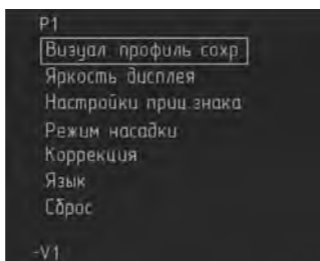 P1
Визуал. профиль сохр.
Яркость дисплея
Настройки приц.знака
Режим насадки
Коррекция
Язык
Сброс
-V1